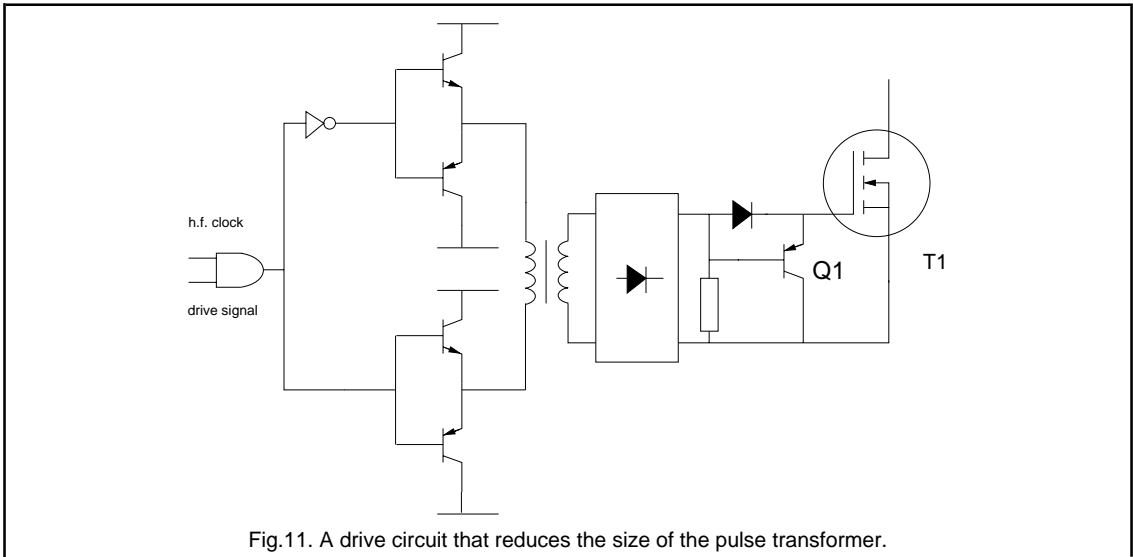 h.f. clock
drive signal
Q1
T1
Fig.11. A drive circuit that reduces the size of the pulse transformer.